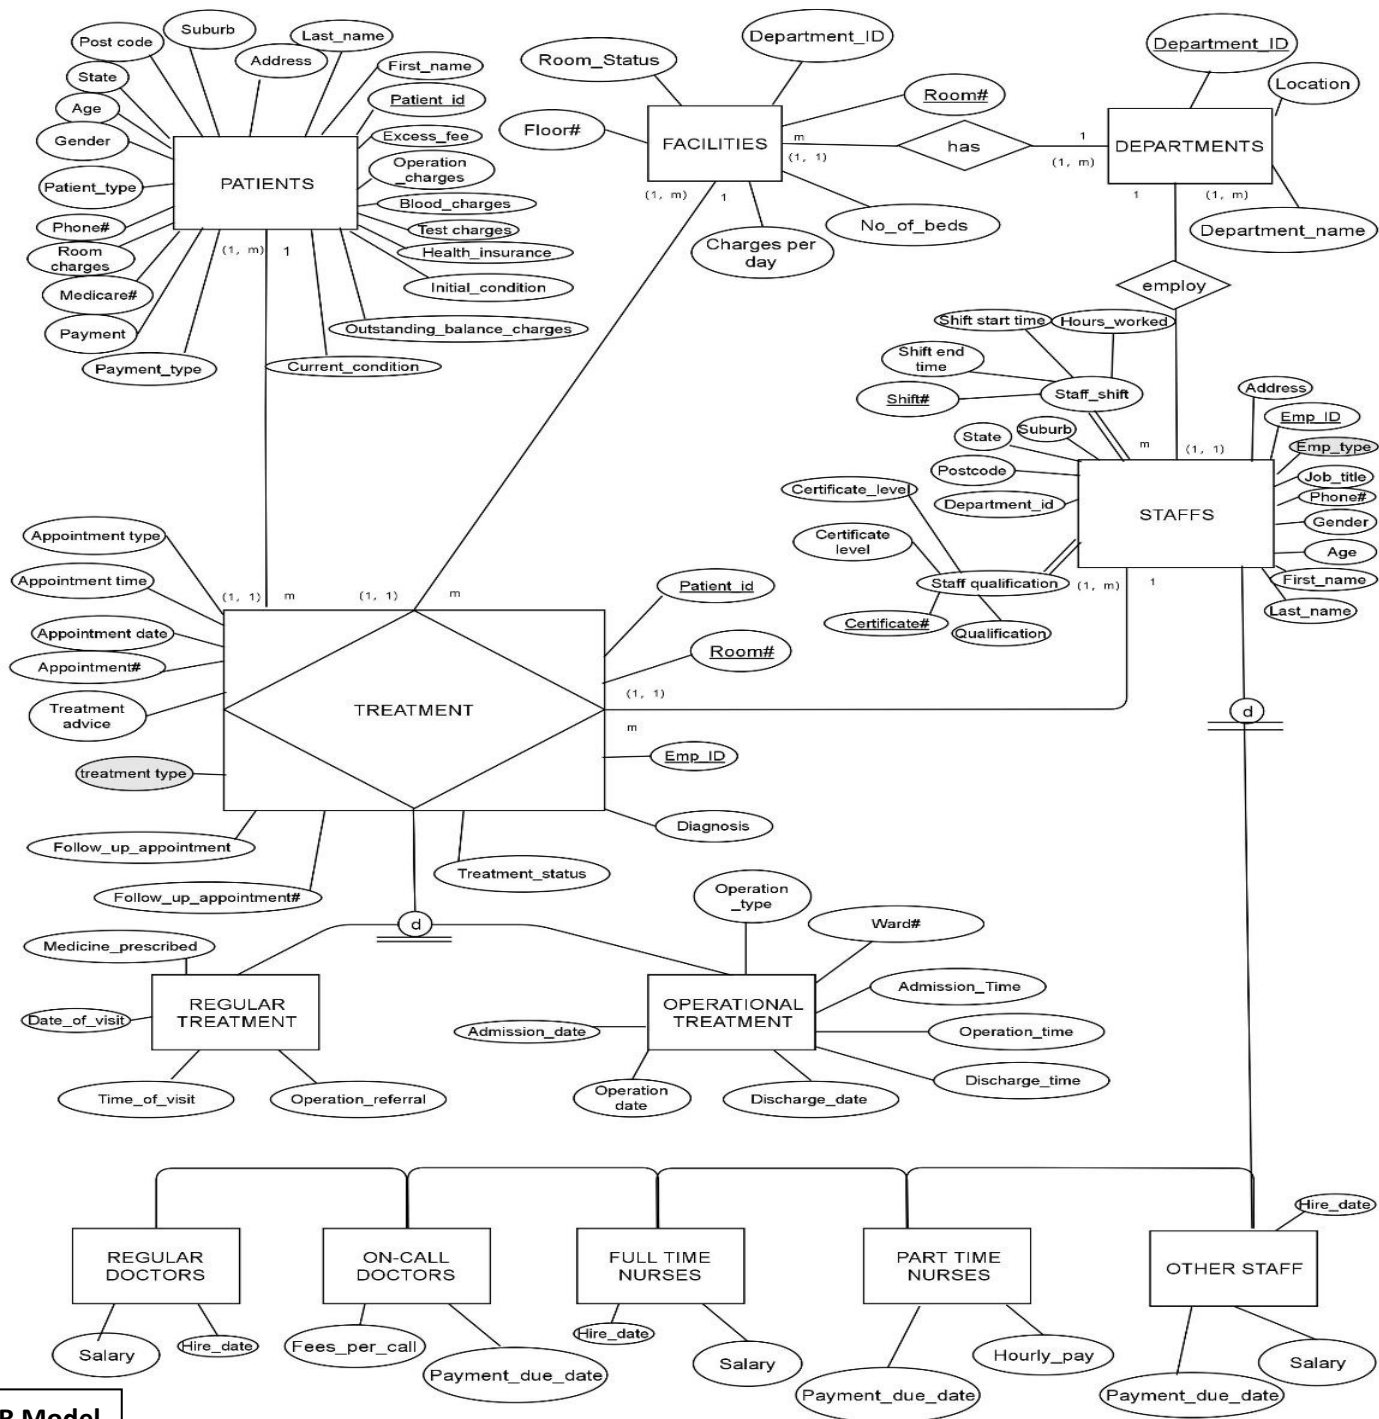 Post code
Suburb
Last_name
Address
First_name
State
Patient_id
Age
Gender
Excess_fee
Operation
_charges
PATIENTS
Patient_type
Blood_charges
Phone#
Test charges
Room
charges
Health_insurance
(1, m)
1
Medicare#
Initial_condition
Payment
Outstanding_balance_charges
Payment_type
Current_condition
Room_Status
Department_ID
Room#
Floor#
FACILITIES
m
(1, 1)
has
1
(1, m)
Department_ID
Location
DEPARTMENTS
(1, m)
1
No_of_beds
Charges per
day
1
(1, m)
Department_name
employ
Shift start time
Hours_worked
Shift end
time
Staff_shift
Shift#
Address
Emp_ID
Suburb
State
m
(1, 1)
Emp_type
Postcode
Job_title
Certificate_level
Phone#
Department_id
STAFFS
Gender
Certificate
level
Age
Staff qualification
(1, m)
1
First_name
Last_name
Certificate#
Qualification
d
Appointment type
Appointment time
(1, 1)
m
(1, 1)
m
Patient_id
Appointment date
Appointment#
Room#
Treatment
advice
TREATMENT
(1, 1)
m
Emp_ID
treatment type
Diagnosis
Follow_up_appointment
Treatment_status
Follow_up_appointment#
d
Operation
_type
Ward#
Medicine_prescribed
REGULAR
TREATMENT
Date_of_visit
Time_of_visit
Operation_referral
OPERATIONAL
TREATMENT
Admission_Time
Admission_date
Operation_time
Discharge_time
Operation
date
Discharge_date
REGULAR
DOCTORS
Salary
Hire_date
ON-CALL
DOCTORS
Fees_per_call
Payment_due_date
FULL TIME
NURSES
Hire_date
Salary
PART TIME
NURSES
Payment_due_date
Hourly_pay
Hire_date
OTHER STAFF
Payment_due_date
Salary
R Model